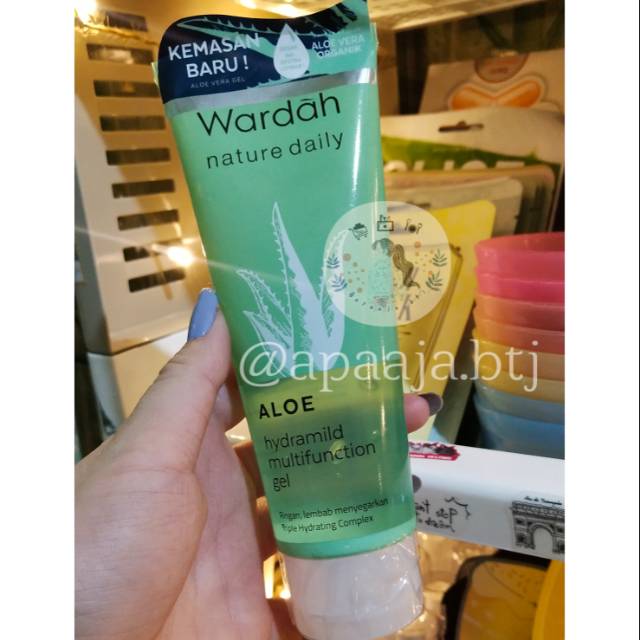 KEMASAN
BARU !
ALOE VERA GEL
ALOE VERA
ORGANIK
Wardah
nature daily
@apaaja.btj
ALOE
hydramild
multifunction
gel
Ringan, lembab menyegarkan
Triple Hydrating Complex